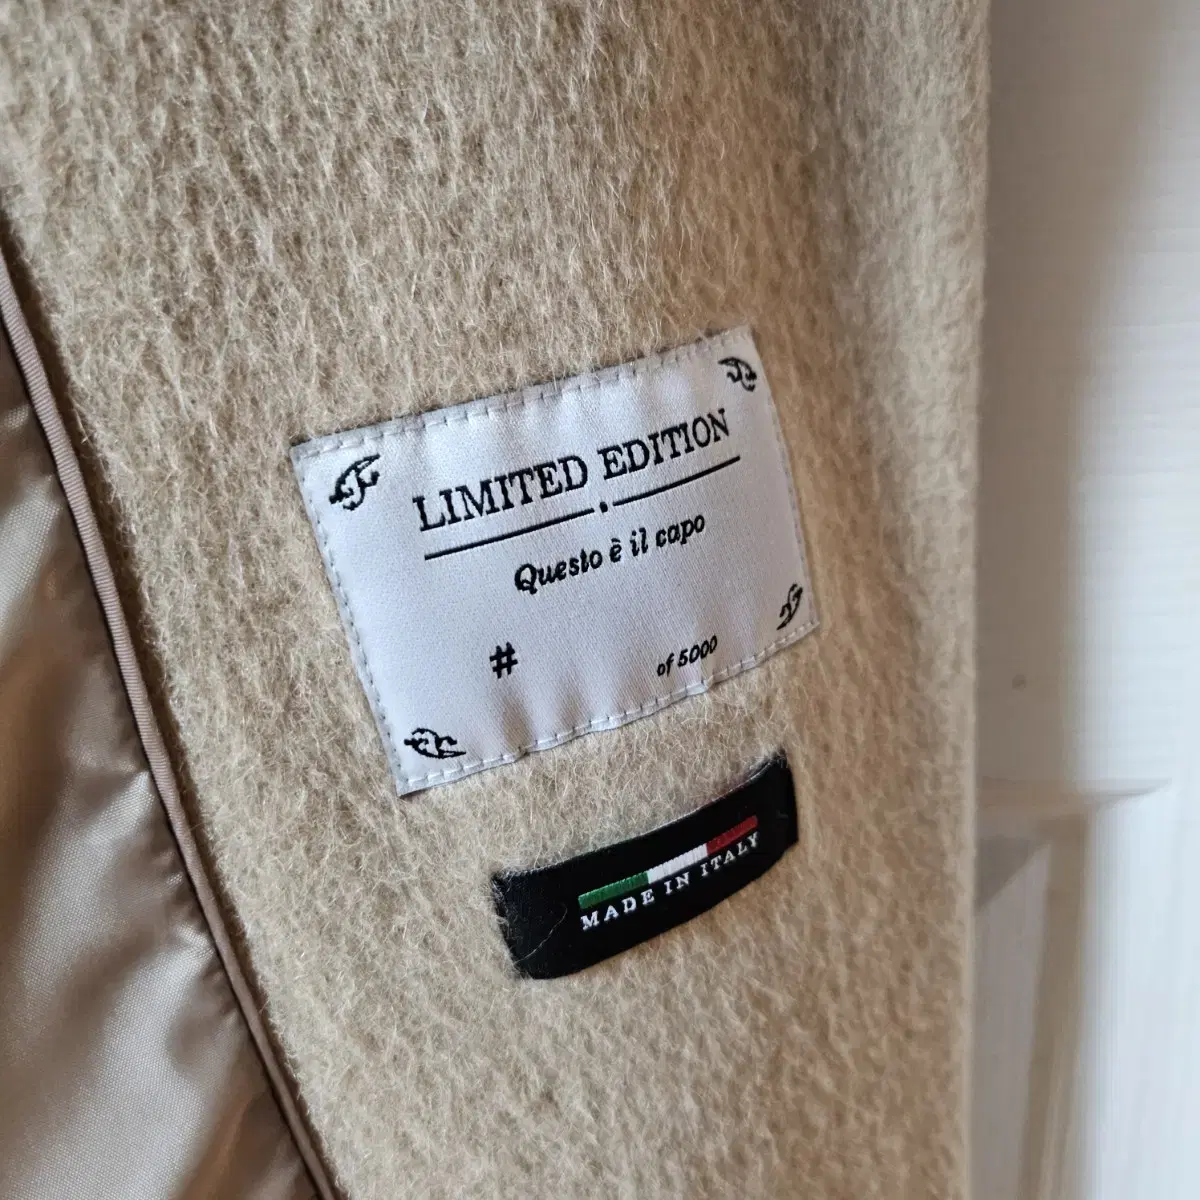 LIMITED EDITION
Questo è il capo
#
of 5000
MADE IN ITALY